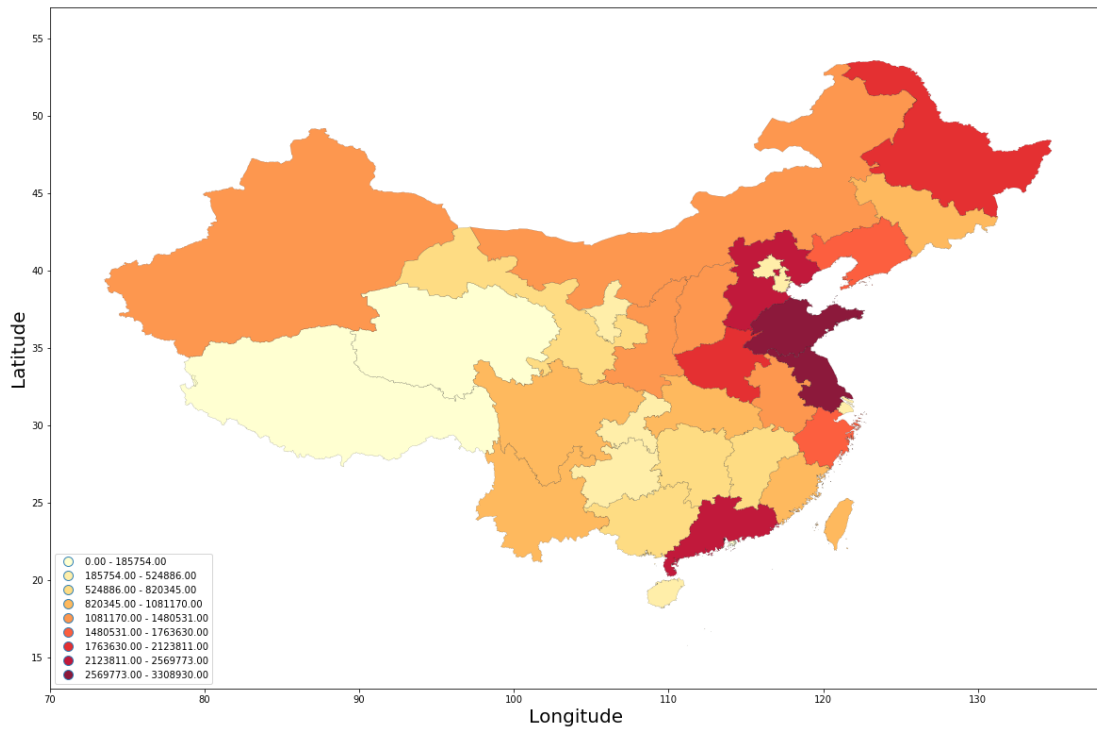 55
50
45
40
35
30
25
20
15
Latitude
0.00 - 185754.00
185754.00 - 524886.00
524886.00 - 820345.00
820345.00 - 1081170.00
1081170.00 - 1480531.00
1480531.00 - 1763630.00
1763630.00 - 2123811.00
2123811.00 - 2569773.00
2569773.00 - 3308930.00
70 80 90 100 110 120 130
Longitude